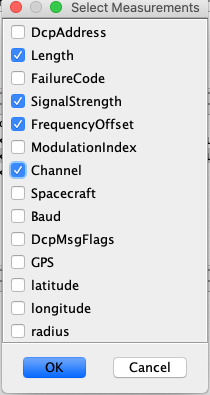 Select Measurements
DcpAddress
Length
FailureCode
SignalStrength
FrequencyOffset
ModulationIndex
Channel
Spacecraft
Baud
DcpMsgFlags
GPS
latitude
longitude
radius
OK Cancel